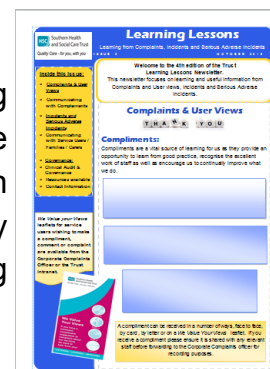 g
e
n
y
g
Southern Health
and Social Care Trust
Quality Care - for you, with you
Learning Lessons
Learning from Complaints, Incidents and Serious Adverse Incidents
ISSUE 4 OCTOBER
Inside this issue:
Complaints & User
Views
Communicating
with Complements
Incidents and
Serious Adverse
Incidents
Communicating
with Service Users /
Families / Carers
Governance:
Clinical Audit &
Governance
Resources available
Contact Information
Welcome to the 4th edition of the Trust
Learning Lessons Newsletter.
This newsletter focuses on learning and useful information from
Complaints and User views, Incidents and Serious Adverse
Incidents.
Complaints & User Views
THANK YOU
Compliments:
Compliments are a vital source of learning for us as they provide an
opportunity to learn from good practice, recognise the excellent
work of staff as well as encourage us to continually improve what
we do.
We Value your Views
leaflets for service
users wishing to make
a compliment,
comment or complaint
are available from the
Corporate Complaints
Officer or the Trust
intranet.
A compliment can be received in a number of ways, face to face,
by card, by letter or on a We Value Your Views leaflet. If you
receive a compliment please ensure it is shared with any relevant
staff before forwarding to the Corporate Complaints officer for
recording purposes.